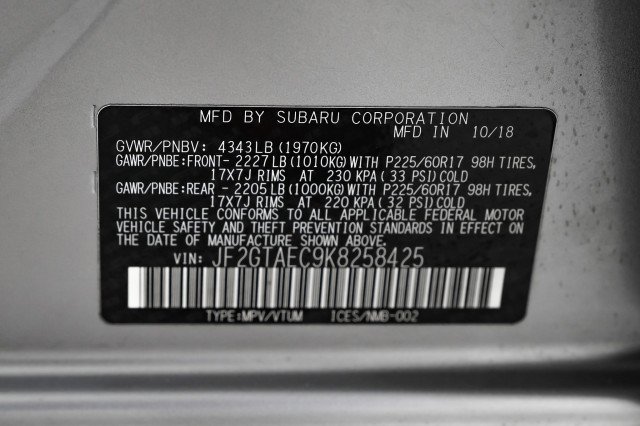 MFD BY SUBARU CORPORATION
MFD IN 10/18
GVWR/PNBV: 4343LB (1970KG)
GAWR/PNBE:FRONT- 2227LB (1010KG) WITH P225/60R17 98H TIRES,
17X7J RIMS AT 230 KPA ( 33 PSI) COLD
GAWR/PNBE:REAR - 2205LB (1000KG) WITH P225/60R17 98H TIRES,
17X7J RIMS AT 220 KPA ( 32 PSI) COLD
THIS VEHICLE CONFORMS TO ALL APPLICABLE FEDERAL MOTOR
VEHICLE SAFETY AND THEFT PREVENTION STANDARDS IN
EFFECT ON THE DATE OF MANUFACTURE SHOWN ABOVE.
VIN: JF2GTAEC9K8258425
TYPE:MPV/VTUM ICES/NMB-002